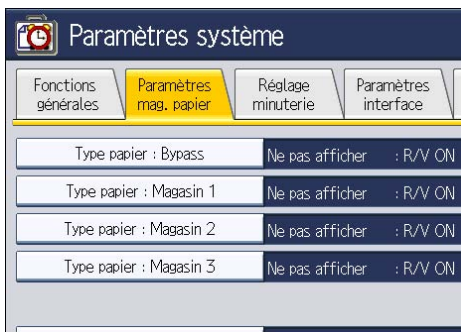 Paramètres système
Fonctions générales
Paramètres mag. papier
Réglage minuterie
Paramètres interface
Type papier : Bypass Ne pas afficher : R/V ON
Type papier : Magasin 1 Ne pas afficher : R/V ON
Type papier : Magasin 2 Ne pas afficher : R/V ON
Type papier : Magasin 3 Ne pas afficher : R/V ON